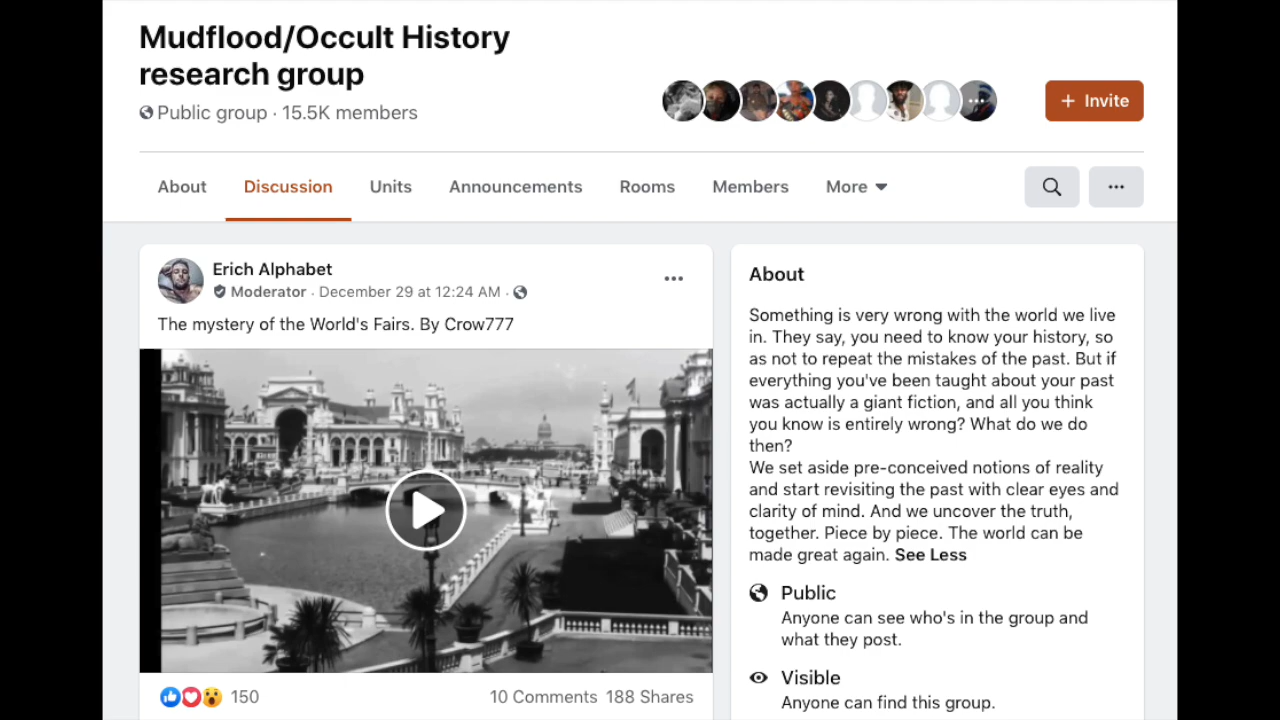 Mudflood/Occult History
research group
Public group · 15.5K members
+ Invite
About
Discussion
Units
Announcements
Rooms
Members
More
Erich Alphabet
Moderator · December 29 at 12:24 AM ·
The mystery of the World's Fairs. By Crow777
150
10 Comments 188 Shares
About
Something is very wrong with the world we live
in. They say, you need to know your history, so
as not to repeat the mistakes of the past. But if
everything you've been taught about your past
was actually a giant fiction, and all you think
you know is entirely wrong? What do we do
then?
We set aside pre-conceived notions of reality
and start revisiting the past with clear eyes and
clarity of mind. And we uncover the truth,
together. Piece by piece. The world can be
made great again. See Less
Public
Anyone can see who's in the group and
what they post.
Visible
Anyone can find this group.